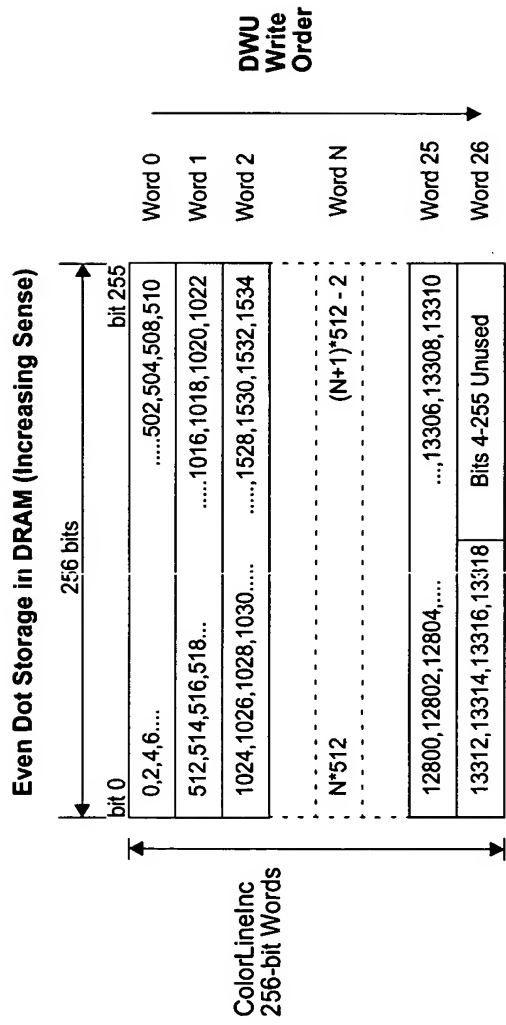 Even Dot Storage in DRAM (Increasing Sense)
256 bits
bit 0
bit 255
0,2,4,6....
......502,504,508,510
Word 0
512,514,516,518...
......1016,1018,1020,1022
Word 1
1024,1026,1028,1030......
......,1528,1530,1532,1534
Word 2
N*512
(N+1)*512 - 2
Word N
12800,12802,12804,.....
....,13306,13308,13310
Word 25
13312,13314,13316,13318
Bits 4-255 Unused
Word 26
ColorLineInc
256-bit Words
DWU
Write
Order